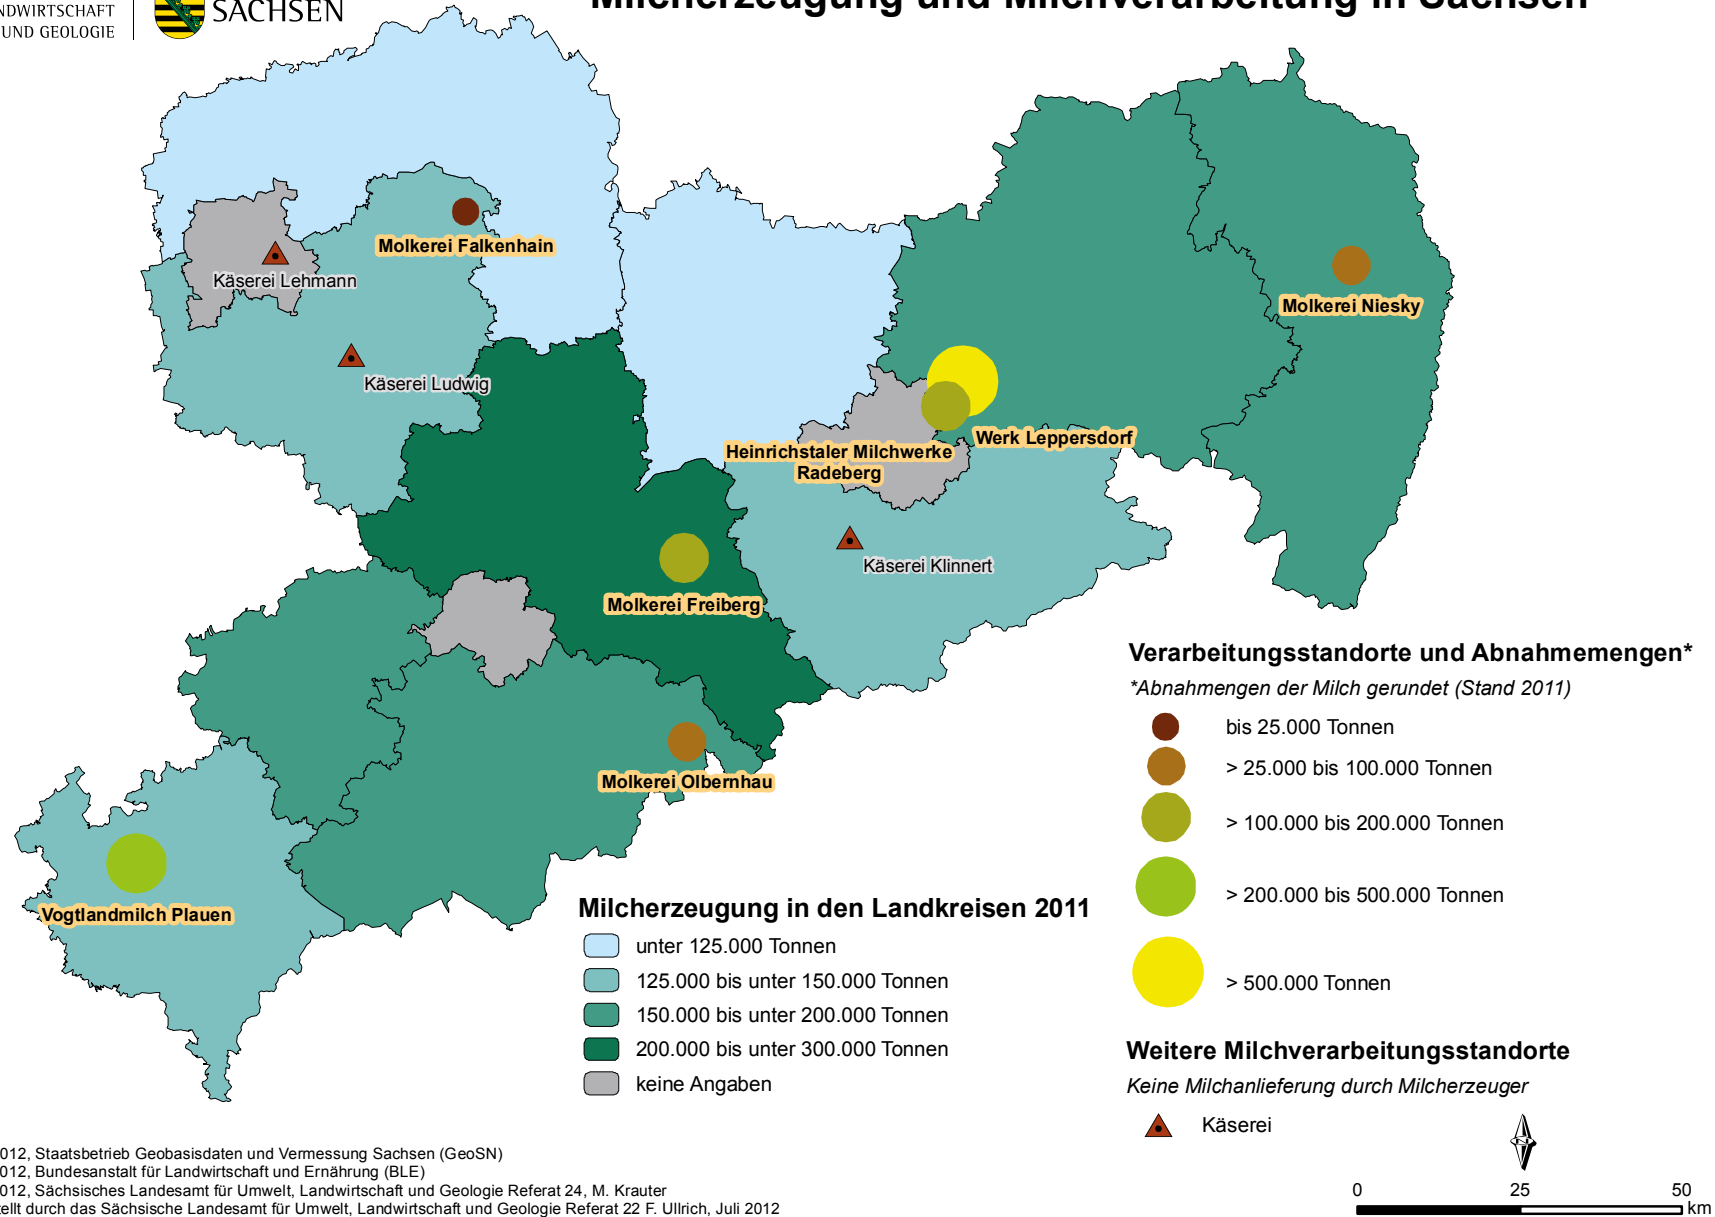 NDWIRTSCHAFT
UND GEOLOGIE
SACHSEN
Milcherzeugung und Milchverarbeitung in Sachsen
Molkerei Falkenhain
Käserei Lehmann
Molkerei Niesky
Käserei Ludwig
Werk Leppersdorf
Heinrichstaler Milchwerke
Radeberg
Käserei Klinnert
Molkerei Freiberg
Molkerei Olbernhau
Vogtlandmilch Plauen
Verarbeitungsstandorte und Abnahmemengen*
*Abnahmengen der Milch gerundet (Stand 2011)
bis 25.000 Tonnen
> 25.000 bis 100.000 Tonnen
> 100.000 bis 200.000 Tonnen
> 200.000 bis 500.000 Tonnen
> 500.000 Tonnen
Milcherzeugung in den Landkreisen 2011
unter 125.000 Tonnen
125.000 bis unter 150.000 Tonnen
150.000 bis unter 200.000 Tonnen
200.000 bis unter 300.000 Tonnen
keine Angaben
Weitere Milchverarbeitungsstandorte
Keine Milchanlieferung durch Milcherzeuger
Käserei
012, Staatsbetrieb Geobasisdaten und Vermessung Sachsen (GeoSN)
012, Bundesanstalt für Landwirtschaft und Ernährung (BLE)
012, Sächsisches Landesamt für Umwelt, Landwirtschaft und Geologie Referat 24, M. Krauter
ellt durch das Sächsische Landesamt für Umwelt, Landwirtschaft und Geologie Referat 22 F. Ullrich, Juli 2012
0 25 50
km